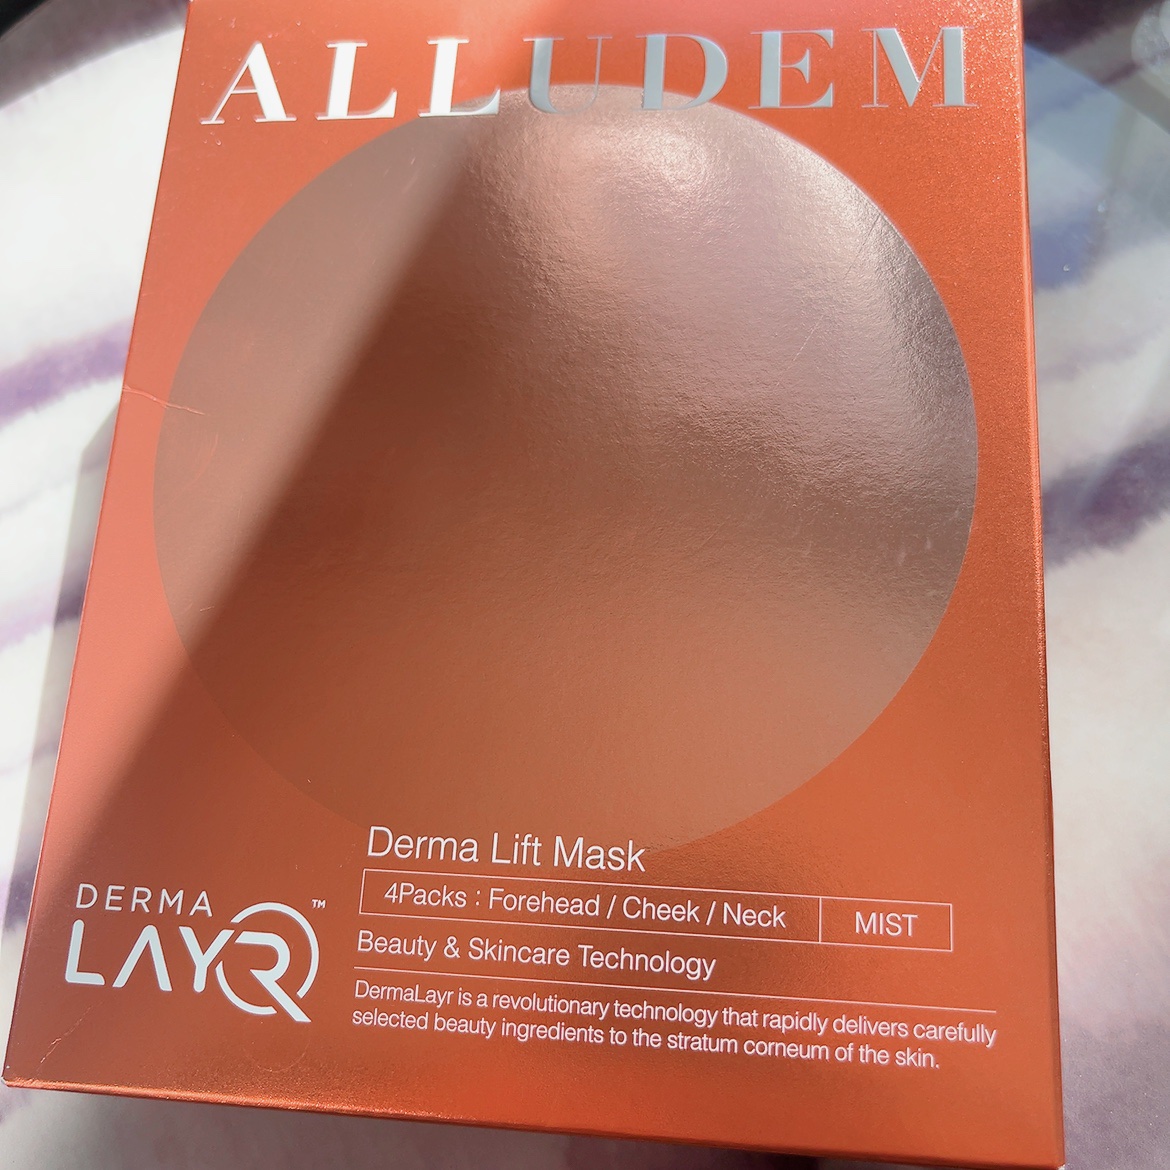 ALLUDEM
Derma Lift Mask
4Packs : Forehead / Cheek / Neck MIST
Beauty & Skincare Technology
DERMA
LAYR™
DermaLayr is a revolutionary technology that rapidly delivers carefully
selected beauty ingredients to the stratum corneum of the skin.